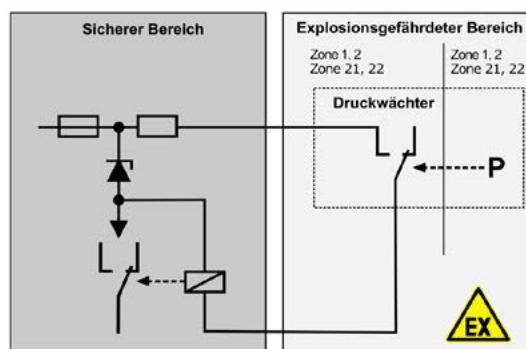 Sicherer Bereich
Explosionsgefährdeter Bereich
Zone 1, 2
Zone 21, 22
Zone 1, 2
Zone 21, 22
Druckwächter
P
EX